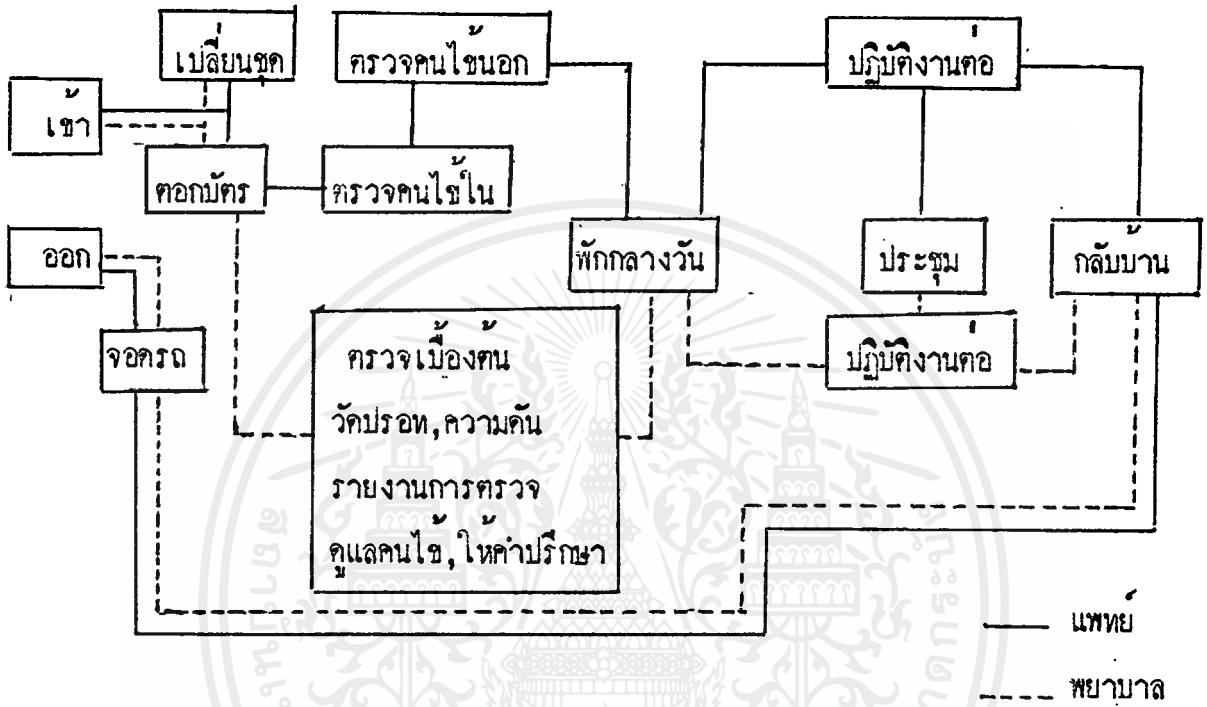 เปลี่ยนชุด
ตรวจคนไข้นอก
ปฏิบัติงานต่อ
เข้า
ตอกบัตร
ตรวจคนไข้ใน
ออก
พักกลางวัน
ประชุม
กลับบ้าน
จอดรถ
ตรวจเบื้องต้น
ปฏิบัติงานต่อ
วัดปรอท,ความดัน
รายงานการตรวจ
ดูแลคนไข้,ให้คำปรึกษา
แพทย์
พยาบาล